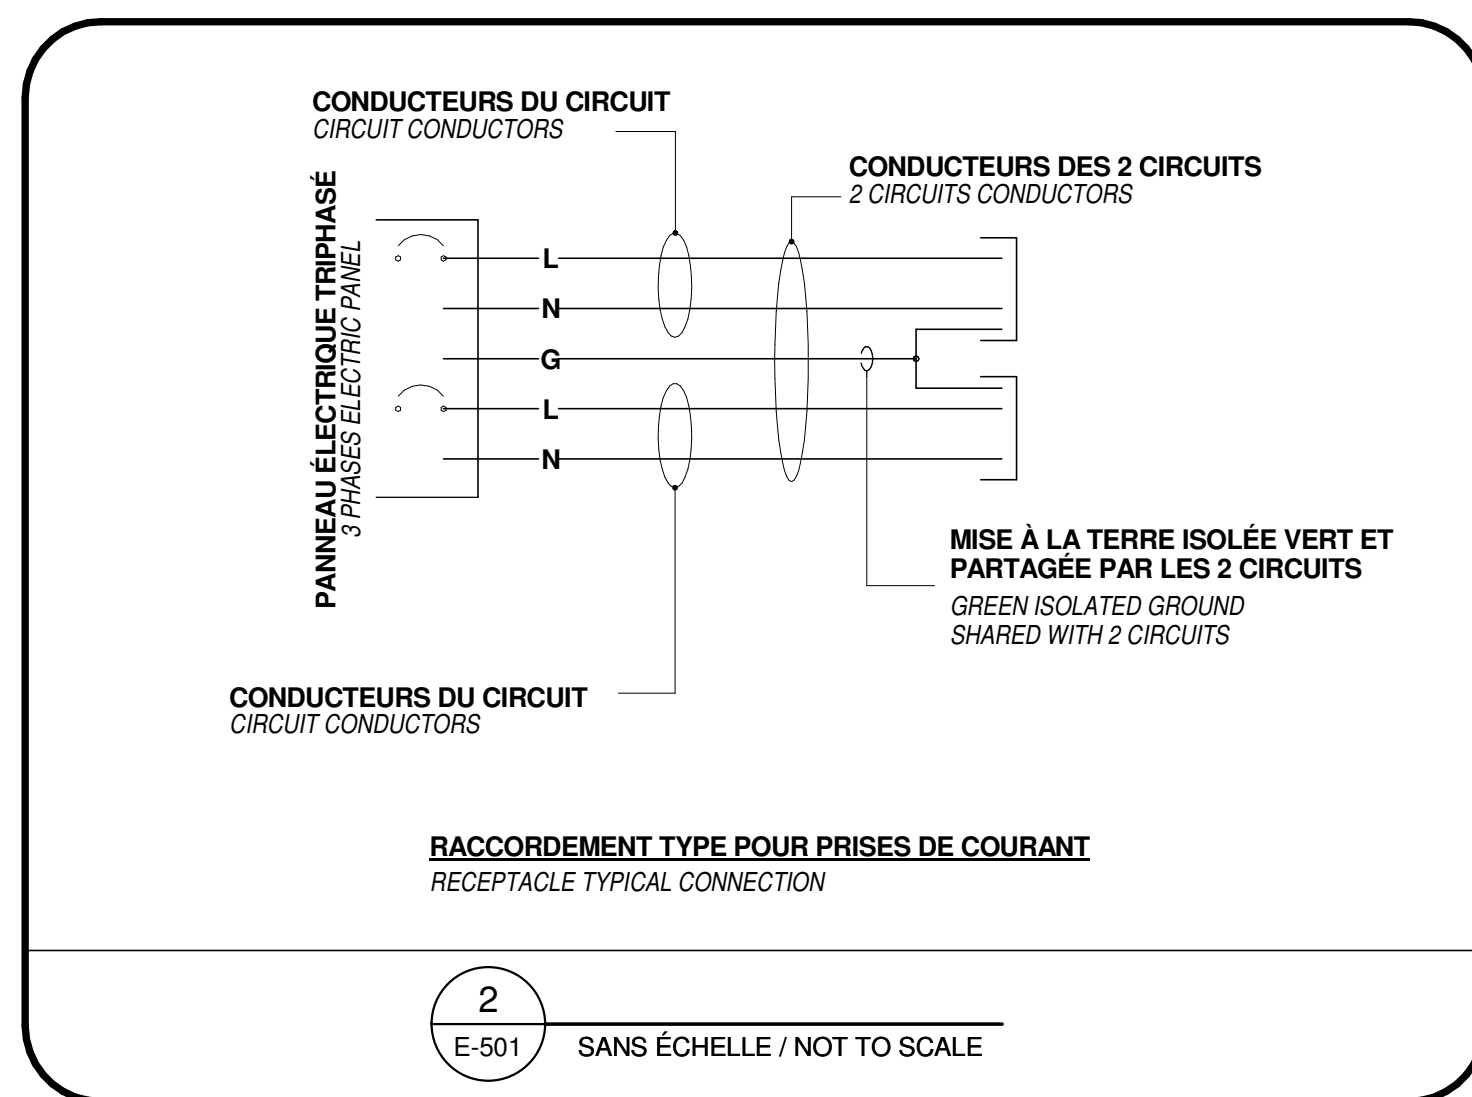 CONDUCTEURS DU CIRCUIT
CIRCUIT CONDUCTORS
CONDUCTEURS DES 2 CIRCUITS
2 CIRCUITS CONDUCTORS
PANNEAU ÉLECTRIQUE TRIPHASÉ
3 PHASES ELECTRIC PANEL
L
N
G
L
N
MISE À LA TERRE ISOLÉE VERT ET
PARTAGÉE PAR LES 2 CIRCUITS
GREEN ISOLATED GROUND
SHARED WITH 2 CIRCUITS
CONDUCTEURS DU CIRCUIT
CIRCUIT CONDUCTORS
RACCORDEMENT TYPE POUR PRISES DE COURANT
RECEPTACLE TYPICAL CONNECTION
2
E-501
SANS ÉCHELLE / NOT TO SCALE